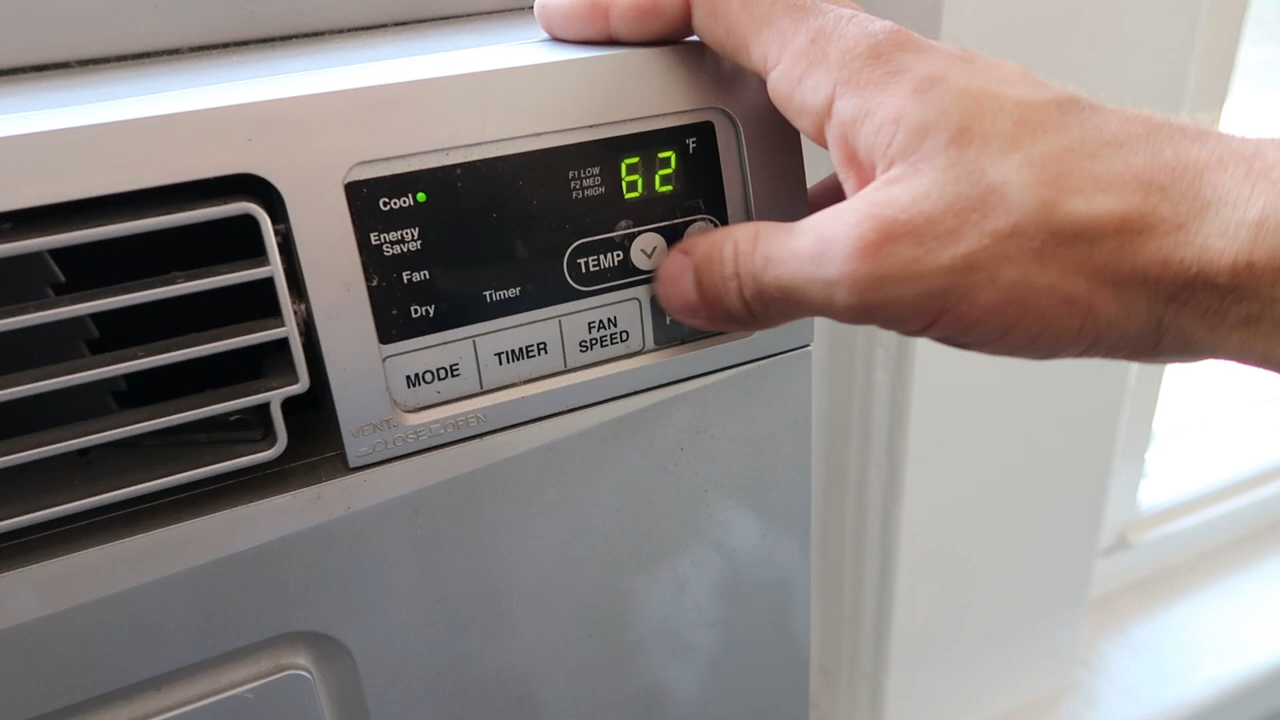 Cool
Energy
Saver
Fan
Dry
Timer
F1 LOW
F2 MED
F3 HIGH
62
°F
TEMP
MODE
TIMER
FAN
SPEED
VENT.
CLOSE OPEN